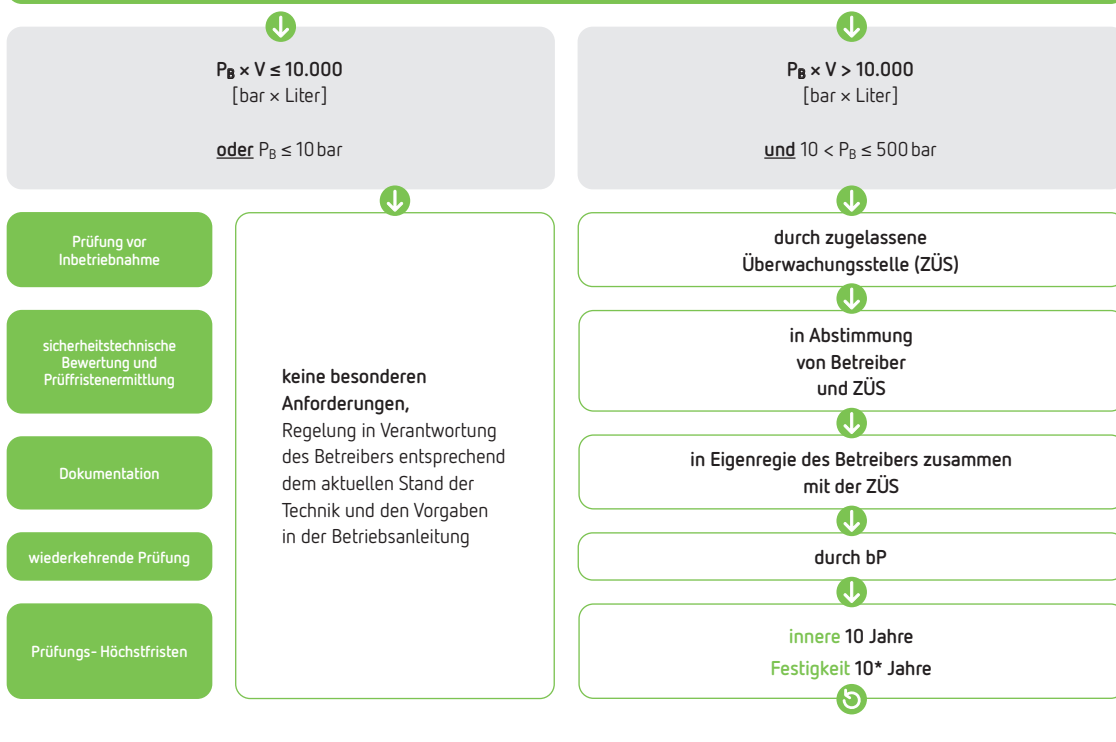 P_B × V ≤ 10.000
[bar × Liter]
oder P_B ≤ 10 bar
P_B × V > 10.000
[bar × Liter]
und 10 < P_B ≤ 500 bar
Prüfung vor
Inbetriebnahme
sicherheitstechnische
Bewertung und
Prüffristenermittlung
Dokumentation
wiederkehrende Prüfung
Prüfungs- Höchstfristen
keine besonderen
Anforderungen,
Regelung in Verantwortung
des Betreibers entsprechend
dem aktuellen Stand der
Technik und den Vorgaben
in der Betriebsanleitung
durch zugelassene
Überwachungsstelle (ZÜS)
in Abstimmung
von Betreiber
und ZÜS
in Eigenregie des Betreibers zusammen
mit der ZÜS
durch bP
innere 10 Jahre
Festigkeit 10* Jahre